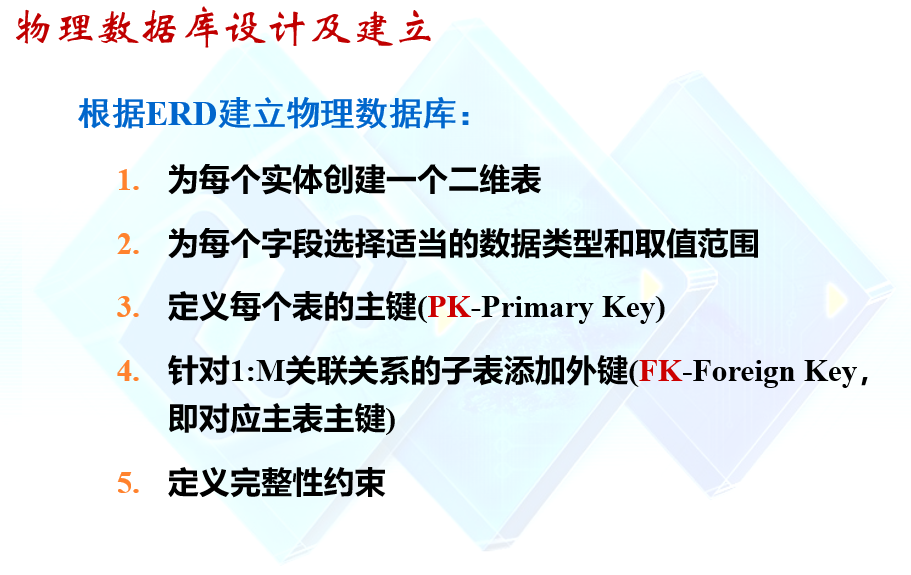 物理数据库设计及建立
根据ERD建立物理数据库：
1. 为每个实体创建一个二维表
2. 为每个字段选择适当的数据类型和取值范围
3. 定义每个表的主键(PK-Primary Key)
4. 针对1:M关联关系的子表添加外键(FK-Foreign Key，
即对应主表主键)
5. 定义完整性约束